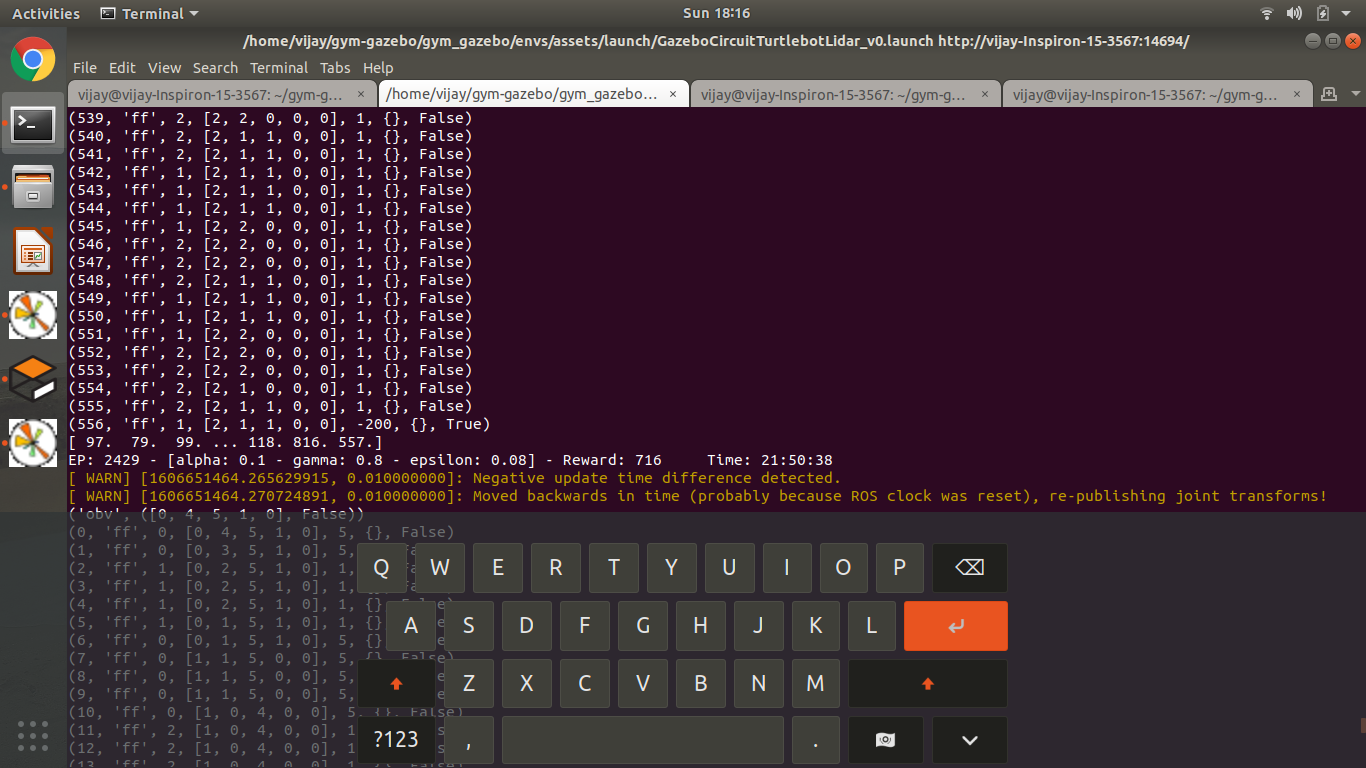 Activities Terminal Sun 18:16
/home/vijay/gym-gazebo/gym_gazebo/envs/assets/launch/GazeboCircuitTurtlebotLidar_v0.launch http://vijay-Inspiron-15-3567:14694/
File Edit View Search Terminal Tabs Help
vijay@vijay-Inspiron-15-3567: ~/gym-g... × /home/vijay/gym-gazebo/gym_gazebo... × vijay@vijay-Inspiron-15-3567: ~/gym-g... × vijay@vijay-Inspiron-15-3567: ~/gym-g... ×
(539, 'ff', 2, [2, 2, 0, 0, 0], 1, {}, False)
(540, 'ff', 2, [2, 1, 1, 0, 0], 1, {}, False)
(541, 'ff', 2, [2, 1, 1, 0, 0], 1, {}, False)
(542, 'ff', 1, [2, 1, 1, 0, 0], 1, {}, False)
(543, 'ff', 1, [2, 1, 1, 0, 0], 1, {}, False)
(544, 'ff', 1, [2, 1, 1, 0, 0], 1, {}, False)
(545, 'ff', 1, [2, 2, 0, 0, 0], 1, {}, False)
(546, 'ff', 2, [2, 2, 0, 0, 0], 1, {}, False)
(547, 'ff', 2, [2, 2, 0, 0, 0], 1, {}, False)
(548, 'ff', 2, [2, 1, 1, 0, 0], 1, {}, False)
(549, 'ff', 1, [2, 1, 1, 0, 0], 1, {}, False)
(550, 'ff', 1, [2, 1, 1, 0, 0], 1, {}, False)
(551, 'ff', 1, [2, 2, 0, 0, 0], 1, {}, False)
(552, 'ff', 2, [2, 2, 0, 0, 0], 1, {}, False)
(553, 'ff', 2, [2, 2, 0, 0, 0], 1, {}, False)
(554, 'ff', 2, [2, 1, 0, 0, 0], 1, {}, False)
(555, 'ff', 2, [2, 1, 1, 0, 0], 1, {}, False)
(556, 'ff', 1, [2, 1, 1, 0, 0], -200, {}, True)
[ 97. 79. 99. ... 118. 816. 557.]
EP: 2429 - [alpha: 0.1 - gamma: 0.8 - epsilon: 0.08] - Reward: 716 Time: 21:50:38
[ WARN] [1606651464.265629915, 0.010000000]: Negative update time difference detected.
[ WARN] [1606651464.270724891, 0.010000000]: Moved backwards in time (probably because ROS clock was reset), re-publishing joint transforms!
('obv', ([0, 4, 5, 1, 0], False))
(0, 'ff', 0, [0, 4, 5, 1, 0], 5, {}, False)
(1, 'ff', 0, [0, 3, 5, 1, 0], 5,
(2, 'ff', 1, [0, 2, 5, 1, 0], 1,
(3, 'ff', 1, [0, 2, 5, 1, 0], 1,
(4, 'ff', 1, [0, 2, 5, 1, 0], 1, {}
(5, 'ff', 1, [0, 1, 5, 1, 0], 1, {}
(6, 'ff', 0, [0, 1, 5, 1, 0], 5, {}
(7, 'ff', 0, [1, 1, 5, 0, 0], 5, {}, False)
(8, 'ff', 0, [1, 1, 5, 0, 0], 5,
(9, 'ff', 0, [1, 1, 5, 0, 0], 5,
(10, 'ff', 0, [1, 0, 4, 0, 0], 5, {}, False)
(11, 'ff', 2, [1, 0, 4, 0, 0], 1
(12, 'ff', 2, [1, 0, 4, 0, 0], 1
(13, 'ff', 2, [1, 0, 4, 0, 0], 1, {}, False)
Q W E R T Y U I O P
A S D F G H J K L
Z X C V B N M
?123 , .